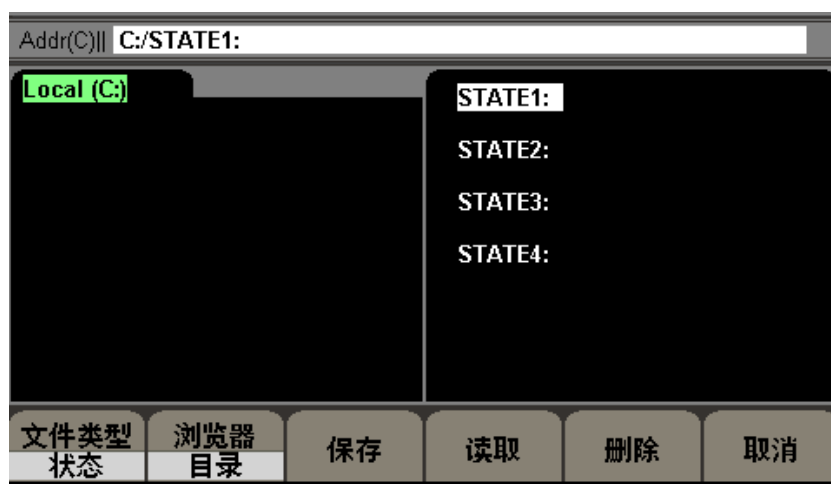 Addr(C)|| C:/STATE1:
Local (C:)
STATE1:
STATE2:
STATE3:
STATE4:
文件类型 浏览器 保存 读取 删除 取消
状态 目录